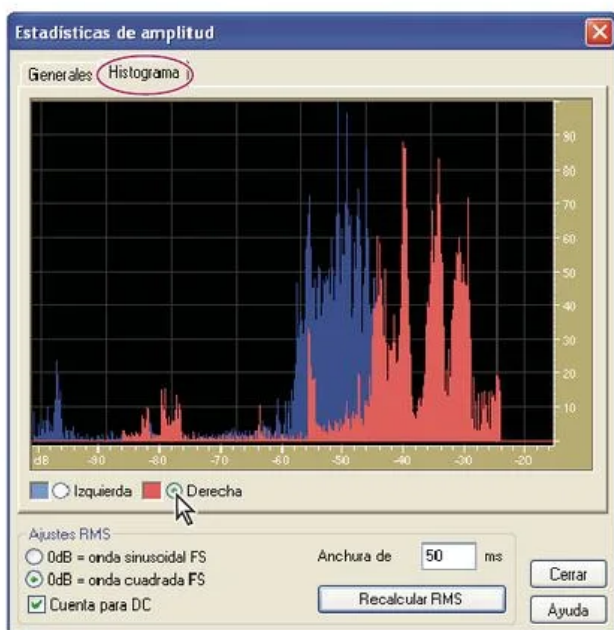 Estadísticas de amplitud
Generales Histograma
90
80
70
60
50
40
30
20
10
dB -90 -80 -70 -60 -50 -40 -30 -20
Izquierda Derecha
Ajustes RMS
0dB = onda sinusoidal FS
0dB = onda cuadrada FS
Cuenta para DC
Anchura de 50 ms
Recalcular RMS
Cerrar
Ayuda